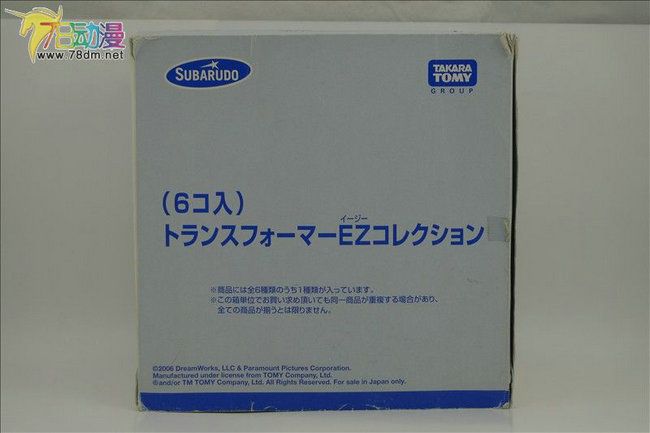 78动漫
www.78dm.net
SUBARUDO
TAKARA
TOMY
GROUP
(6コ入)
イージー
トランスフォーマーEZコレクション
※商品には全6種類のうち1種類が入っています。
※この箱単位でお買い求め頂いても同一商品が重複する場合があり、
全ての商品が揃うとは限りません。
©2006 DreamWorks, LLC & Paramount Pictures Corporation.
Manufactured under license from TOMY Company, Ltd.
®and/or TM TOMY Company, Ltd. All Rights Reserved. For sale in Japan only.